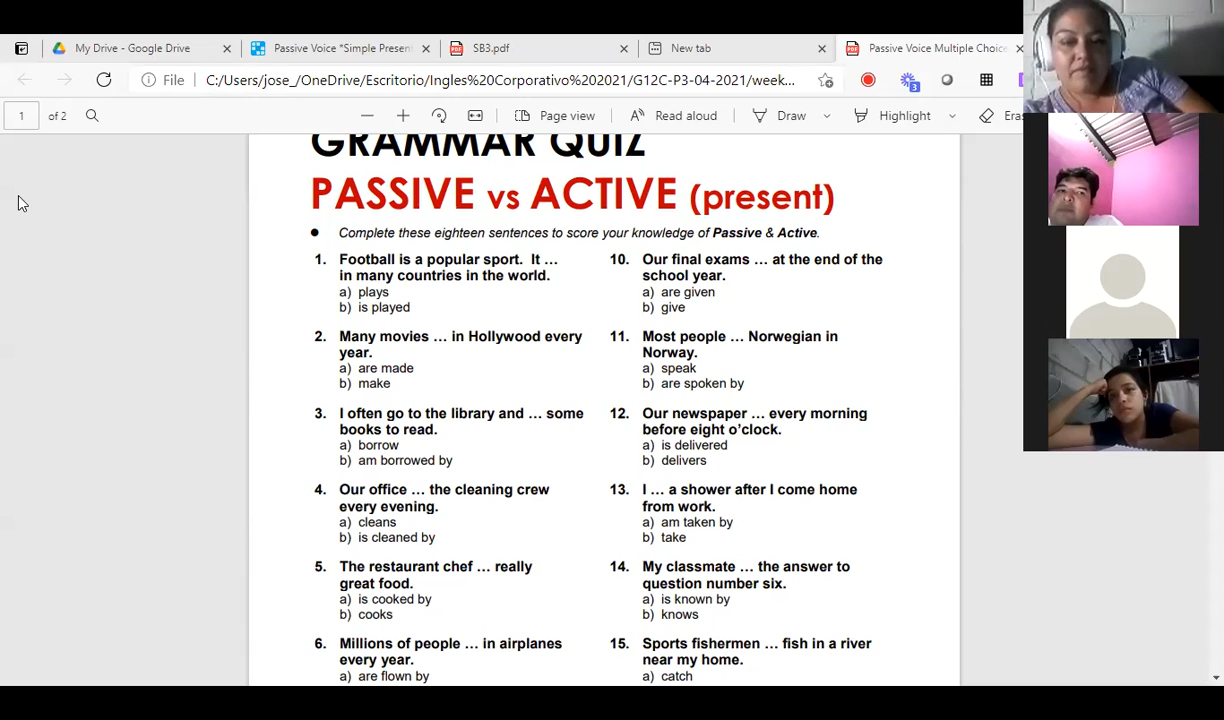 My Drive - Google Drive
Passive Voice *Simple Presen
SB3.pdf
New tab
Passive Voice Multiple Choice
File
C:/Users/jose_/OneDrive/Escritorio/Ingles%20Corporativo%202021/G12C-P3-04-2021/week...
3
1 of 2
Page view
Read aloud
Draw
Highlight
Eras
GRAMMAR QUIZ
PASSIVE vs ACTIVE (present)
Complete these eighteen sentences to score your knowledge of Passive & Active.
1. Football is a popular sport. It …
in many countries in the world.
a) plays
b) is played
2. Many movies … in Hollywood every
year.
a) are made
b) make
3. I often go to the library and … some
books to read.
a) borrow
b) am borrowed by
4. Our office … the cleaning crew
every evening.
a) cleans
b) is cleaned by
5. The restaurant chef … really
great food.
a) is cooked by
b) cooks
6. Millions of people … in airplanes
every year.
a) are flown by
10. Our final exams … at the end of the
school year.
a) are given
b) give
11. Most people … Norwegian in
Norway.
a) speak
b) are spoken by
12. Our newspaper … every morning
before eight o’clock.
a) is delivered
b) delivers
13. I … a shower after I come home
from work.
a) am taken by
b) take
14. My classmate … the answer to
question number six.
a) is known by
b) knows
15. Sports fishermen … fish in a river
near my home.
a) catch